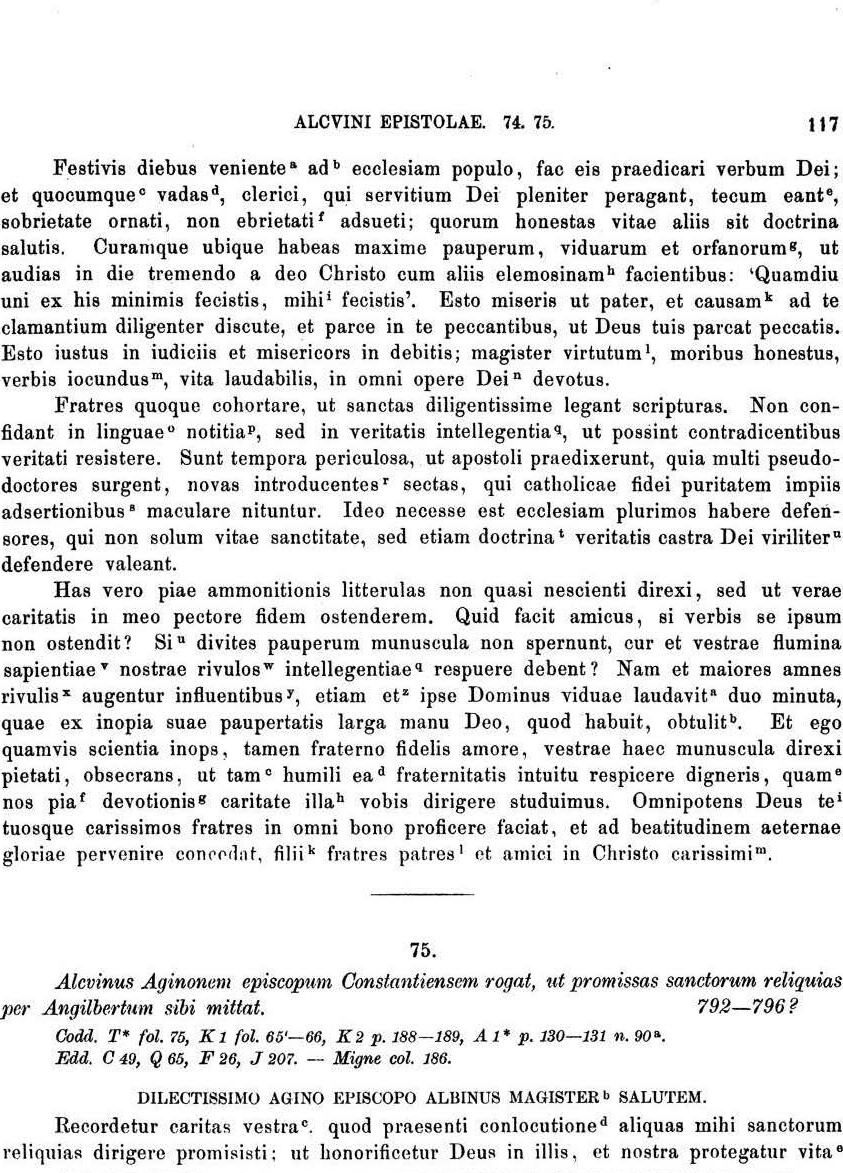 ALCVINI EPISTOLAE. 74. 75. 117
Festivis diebus veniente a ad b ecclesiam populo, fac eis praedicari verbum Dei;
et quocumque c vadas d, clerici, qui servitium Dei pleniter peragant, tecum eant e,
sobrietate ornati, non ebrietati f adsueti; quorum honestas vitae aliis sit doctrina
salutis. Curamque ubique habeas maxime pauperum, viduarum et orfanorum g, ut
audias in die tremendo a deo Christo cum aliis elemosinam h facientibus: ‘Quamdiu
uni ex his minimis fecistis, mihi i fecistis’. Esto miseris ut pater, et causam k ad te
clamantium diligenter discute, et parce in te peccantibus, ut Deus tuis parcat peccatis.
Esto iustus in iudiciis et misericors in debitis; magister virtutum l, moribus honestus,
verbis iocundus m, vita laudabilis, in omni opere Dei n devotus.
Fratres quoque cohortare, ut sanctas diligentissime legant scripturas. Non con-
fidant in linguae o notitia p, sed in veritatis intellegentia q, ut possint contradicentibus
veritati resistere. Sunt tempora periculosa, ut apostoli praedixerunt, quia multi pseudo-
doctores surgent, novas introducentes r sectas, qui catholicae fidei puritatem impiis
adsertionibus s maculare nituntur. Ideo necesse est ecclesiam plurimos habere defen-
sores, qui non solum vitae sanctitate, sed etiam doctrina t veritatis castra Dei viriliter u
defendere valeant.
Has vero piae ammonitionis litterulas non quasi nescienti direxi, sed ut verae
caritatis in meo pectore fidem ostenderem. Quid facit amicus, si verbis se ipsum
non ostendit? Si u divites pauperum munuscula non spernunt, cur et vestrae flumina
sapientiae v nostrae rivulos w intellegentiae q respuere debent? Nam et maiores amnes
rivulis x augentur influentibus y, etiam et z ipse Dominus viduae laudavit a duo minuta,
quae ex inopia suae paupertatis larga manu Deo, quod habuit, obtulit b. Et ego
quamvis scientia inops, tamen fraterno fidelis amore, vestrae haec munuscula direxi
pietati, obsecrans, ut tam c humili ea d fraternitatis intuitu respicere digneris, quam e
nos pia f devotionis g caritate illa h vobis dirigere studuimus. Omnipotens Deus te i
tuosque carissimos fratres in omni bono proficere faciat, et ad beatitudinem aeternae
gloriae pervenire concedat, filii k fratres patres l et amici in Christo carissimi m.
75.
Alcvinus Aginonem episcopum Constantiensem rogat, ut promissas sanctorum reliquias
per Angilbertum sibi mittat. 792—796?
Codd. T* fol. 75, K 1 fol. 65'—66, K 2 p. 188—189, A 1* p. 130—131 n. 90 a.
Edd. C 49, Q 65, F 26, J 207. — Migne col. 186.
DILECTISSIMO AGINO EPISCOPO ALBINUS MAGISTER b SALUTEM.
Recordetur caritas vestra c. quod praesenti conlocutione d aliquas mihi sanctorum
reliquias dirigere promisisti; ut honorificetur Deus in illis, et nostra protegatur vita e